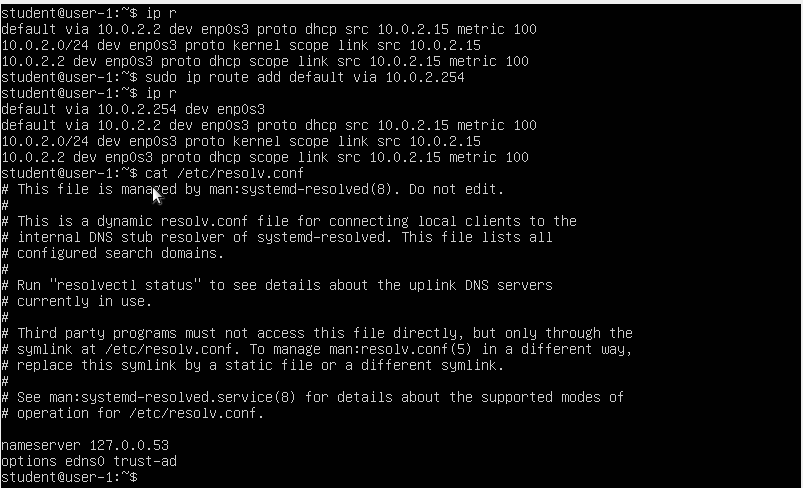 student@user-1:~$ ip r
default via 10.0.2.2 dev enp0s3 proto dhcp src 10.0.2.15 metric 100
10.0.2.0/24 dev enp0s3 proto kernel scope link src 10.0.2.15
10.0.2.2 dev enp0s3 proto dhcp scope link src 10.0.2.15 metric 100
student@user-1:~$ sudo ip route add default via 10.0.2.254
student@user-1:~$ ip r
default via 10.0.2.254 dev enp0s3
default via 10.0.2.2 dev enp0s3 proto dhcp src 10.0.2.15 metric 100
10.0.2.0/24 dev enp0s3 proto kernel scope link src 10.0.2.15
10.0.2.2 dev enp0s3 proto dhcp scope link src 10.0.2.15 metric 100
student@user-1:~$ cat /etc/resolv.conf
# This file is managed by man:systemd-resolved(8). Do not edit.
#
# This is a dynamic resolv.conf file for connecting local clients to the
# internal DNS stub resolver of systemd-resolved. This file lists all
# configured search domains.
#
# Run "resolvectl status" to see details about the uplink DNS servers
# currently in use.
#
# Third party programs must not access this file directly, but only through the
# symlink at /etc/resolv.conf. To manage man:resolv.conf(5) in a different way,
# replace this symlink by a static file or a different symlink.
#
# See man:systemd-resolved.service(8) for details about the supported modes of
# operation for /etc/resolv.conf.

nameserver 127.0.0.53
options edns0 trust-ad
student@user-1:~$